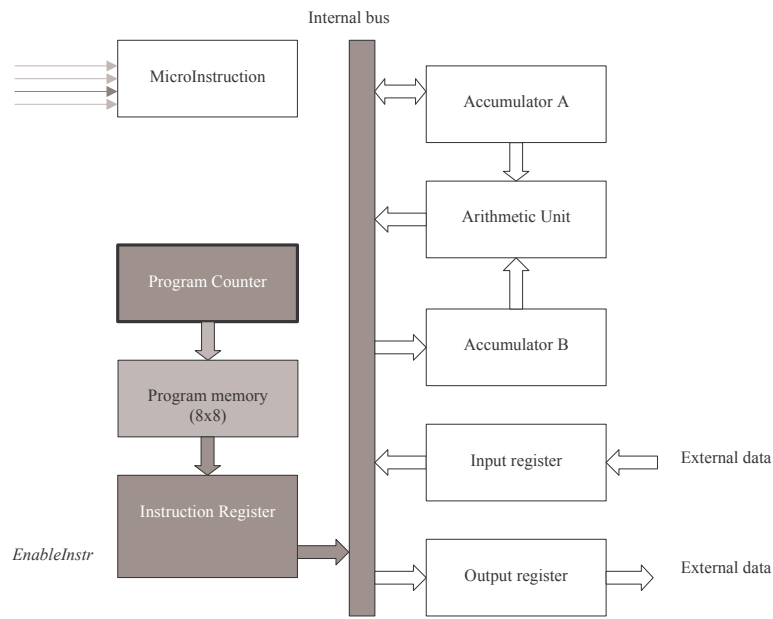 Internal bus
MicroInstruction
Accumulator A
Arithmetic Unit
Program Counter
Accumulator B
Program memory
(8x8)
Input register
External data
Instruction Register
EnableInstr
Output register
External data